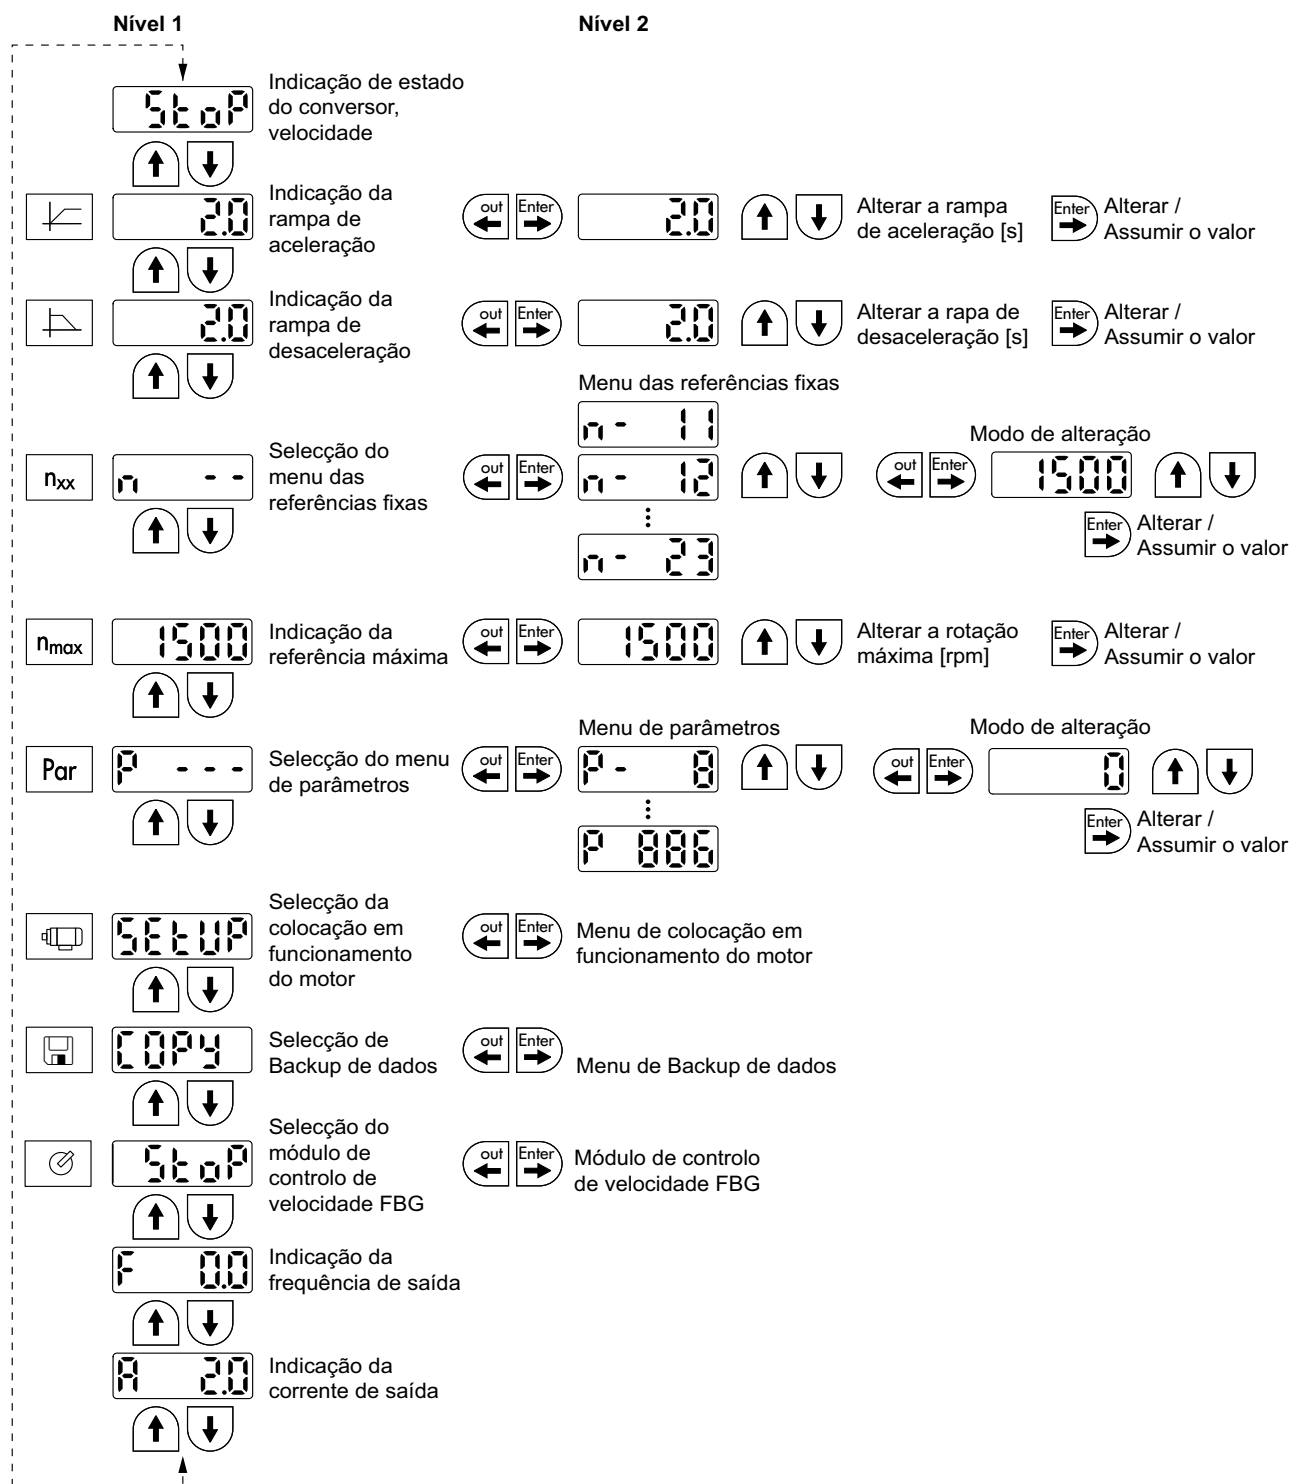 Nível 1
Nível 2
StoP
Indicação de estado
do conversor,
velocidade
2.0
Indicação da
rampa de
aceleração
out
Enter
2.0
Alterar a rampa
de aceleração [s]
Enter
Alterar /
Assumir o valor
2.0
Indicação da
rampa de
desaceleração
out
Enter
2.0
Alterar a rapa de
desaceleração [s]
Enter
Alterar /
Assumir o valor
Menu das referências fixas
n- 11
nxx
n --
Selecção do
menu das
referências fixas
out
Enter
n- 12
n- 23
Modo de alteração
out
Enter
1500
Enter
Alterar /
Assumir o valor
nmax
1500
Indicação da
referência máxima
out
Enter
1500
Alterar a rotação
máxima [rpm]
Enter
Alterar /
Assumir o valor
Menu de parâmetros
Par
P ---
Selecção do menu
de parâmetros
out
Enter
P- 8
P 886
Modo de alteração
out
Enter
0
Enter
Alterar /
Assumir o valor
SEtUP
Selecção da
colocação em
funcionamento
do motor
out
Enter
Menu de colocação em
funcionamento do motor
COPY
Selecção de
Backup de dados
out
Enter
Menu de Backup de dados
StoP
Selecção do
módulo de
controlo de
velocidade FBG
out
Enter
Módulo de controlo
de velocidade FBG
F 0.0
Indicação da
frequência de saída
A 2.0
Indicação da
corrente de saída